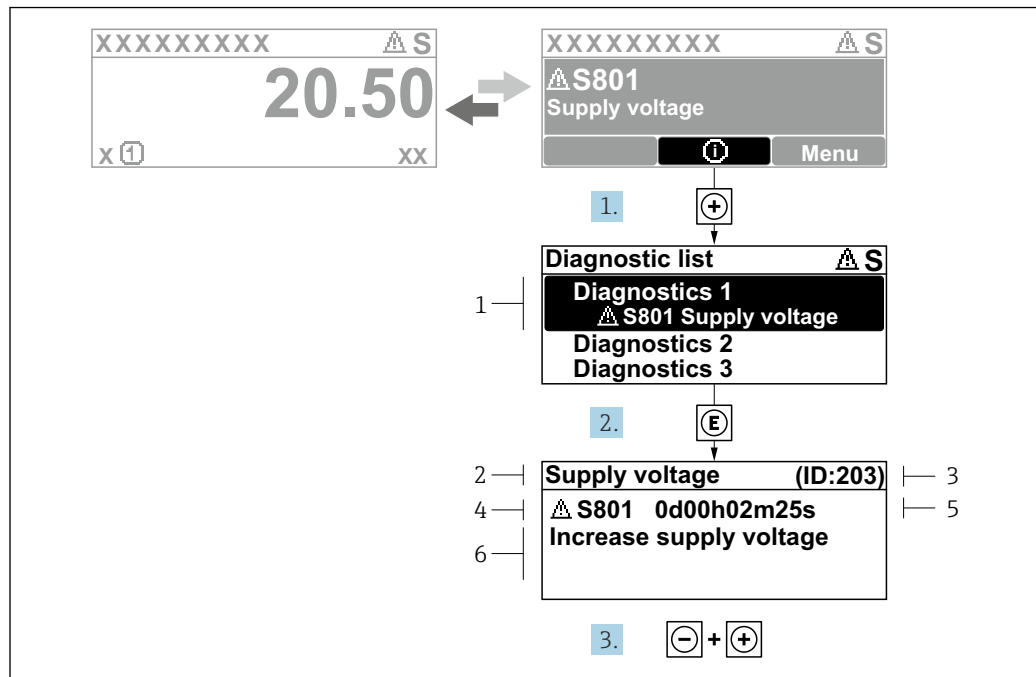 XXXXXXXXX ⚠ S
20.50
x ① xx
XXXXXXXXX ⚠ S
⚠ S801
Supply voltage
ⓘ Menu
1. +
Diagnostic list ⚠ S
1
Diagnostics 1
⚠ S801 Supply voltage
Diagnostics 2
Diagnostics 3
2. E
2 Supply voltage (ID:203) 3
4 ⚠ S801 0d00h02m25s 5
6 Increase supply voltage
3. − + +